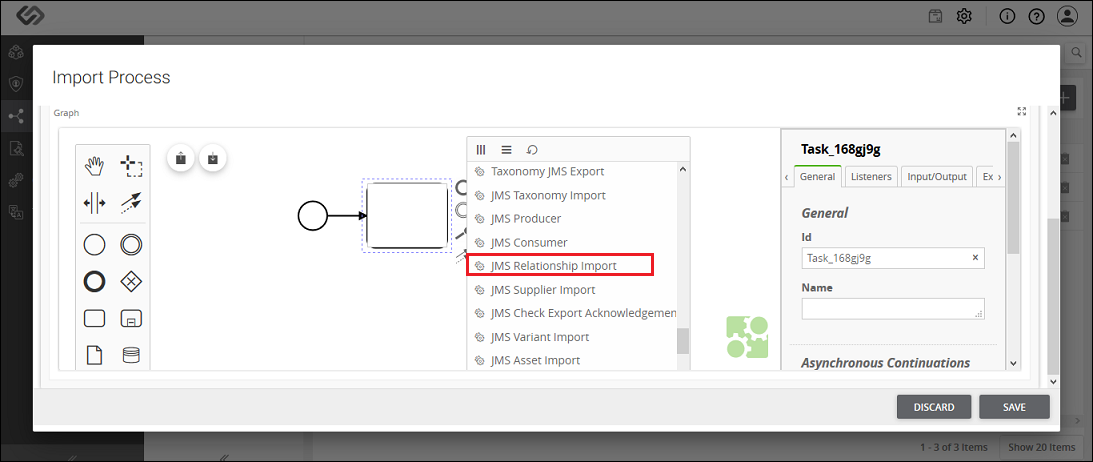 Import Process
Graph
Taxonomy JMS Export
JMS Taxonomy Import
JMS Producer
JMS Consumer
JMS Relationship Import
JMS Supplier Import
JMS Check Export Acknowledgemen
JMS Variant Import
JMS Asset Import
Task_168gj9g
General
Listeners
Input/Output
Ex
General
Id
Task_168gj9g
Name
Asynchronous Continuations
DISCARD
SAVE
1 - 3 of 3 Items
Show 20 Items